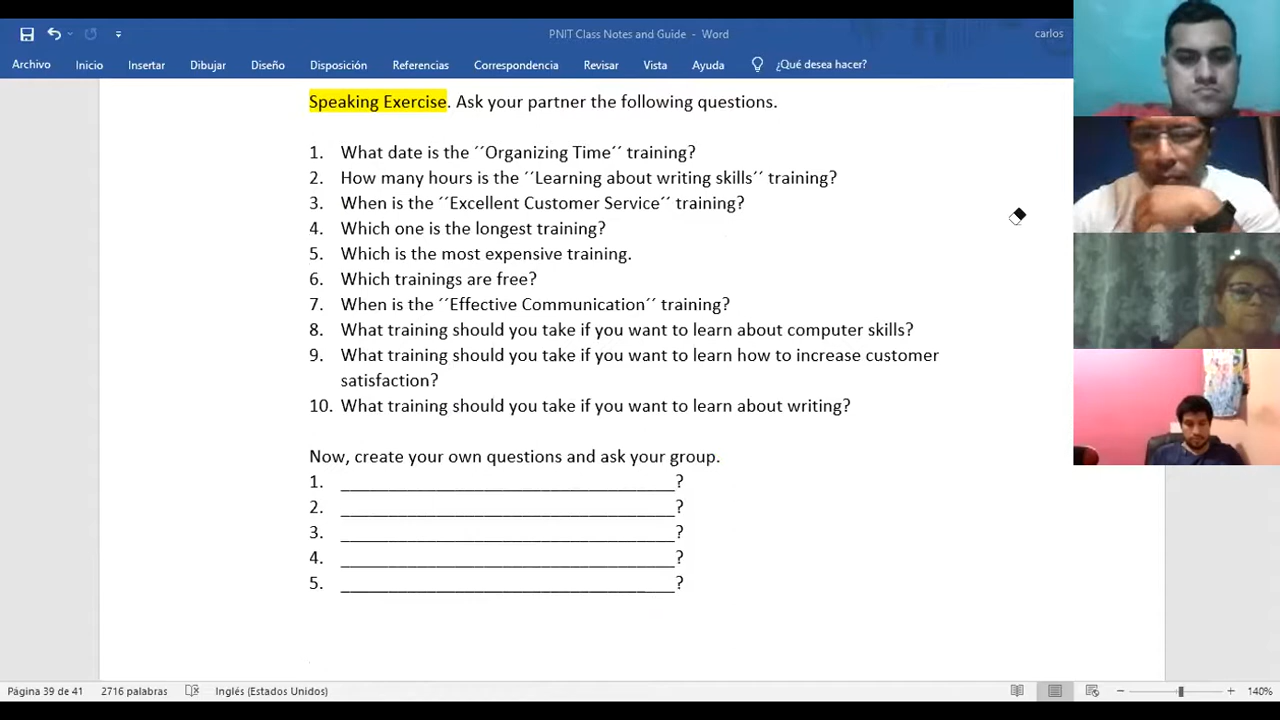 PNIT Class Notes and Guide - Word
carlos
Archivo Inicio Insertar Dibujar Diseño Disposición Referencias Correspondencia Revisar Vista Ayuda ¿Qué desea hacer?
Speaking Exercise. Ask your partner the following questions.
1. What date is the ´´Organizing Time´´ training?
2. How many hours is the ´´Learning about writing skills´´ training?
3. When is the ´´Excellent Customer Service´´ training?
4. Which one is the longest training?
5. Which is the most expensive training.
6. Which trainings are free?
7. When is the ´´Effective Communication´´ training?
8. What training should you take if you want to learn about computer skills?
9. What training should you take if you want to learn how to increase customer
satisfaction?
10. What training should you take if you want to learn about writing?
Now, create your own questions and ask your group.
1. __________________________________?
2. __________________________________?
3. __________________________________?
4. __________________________________?
5. __________________________________?
Página 39 de 41 2716 palabras Inglés (Estados Unidos) 140%